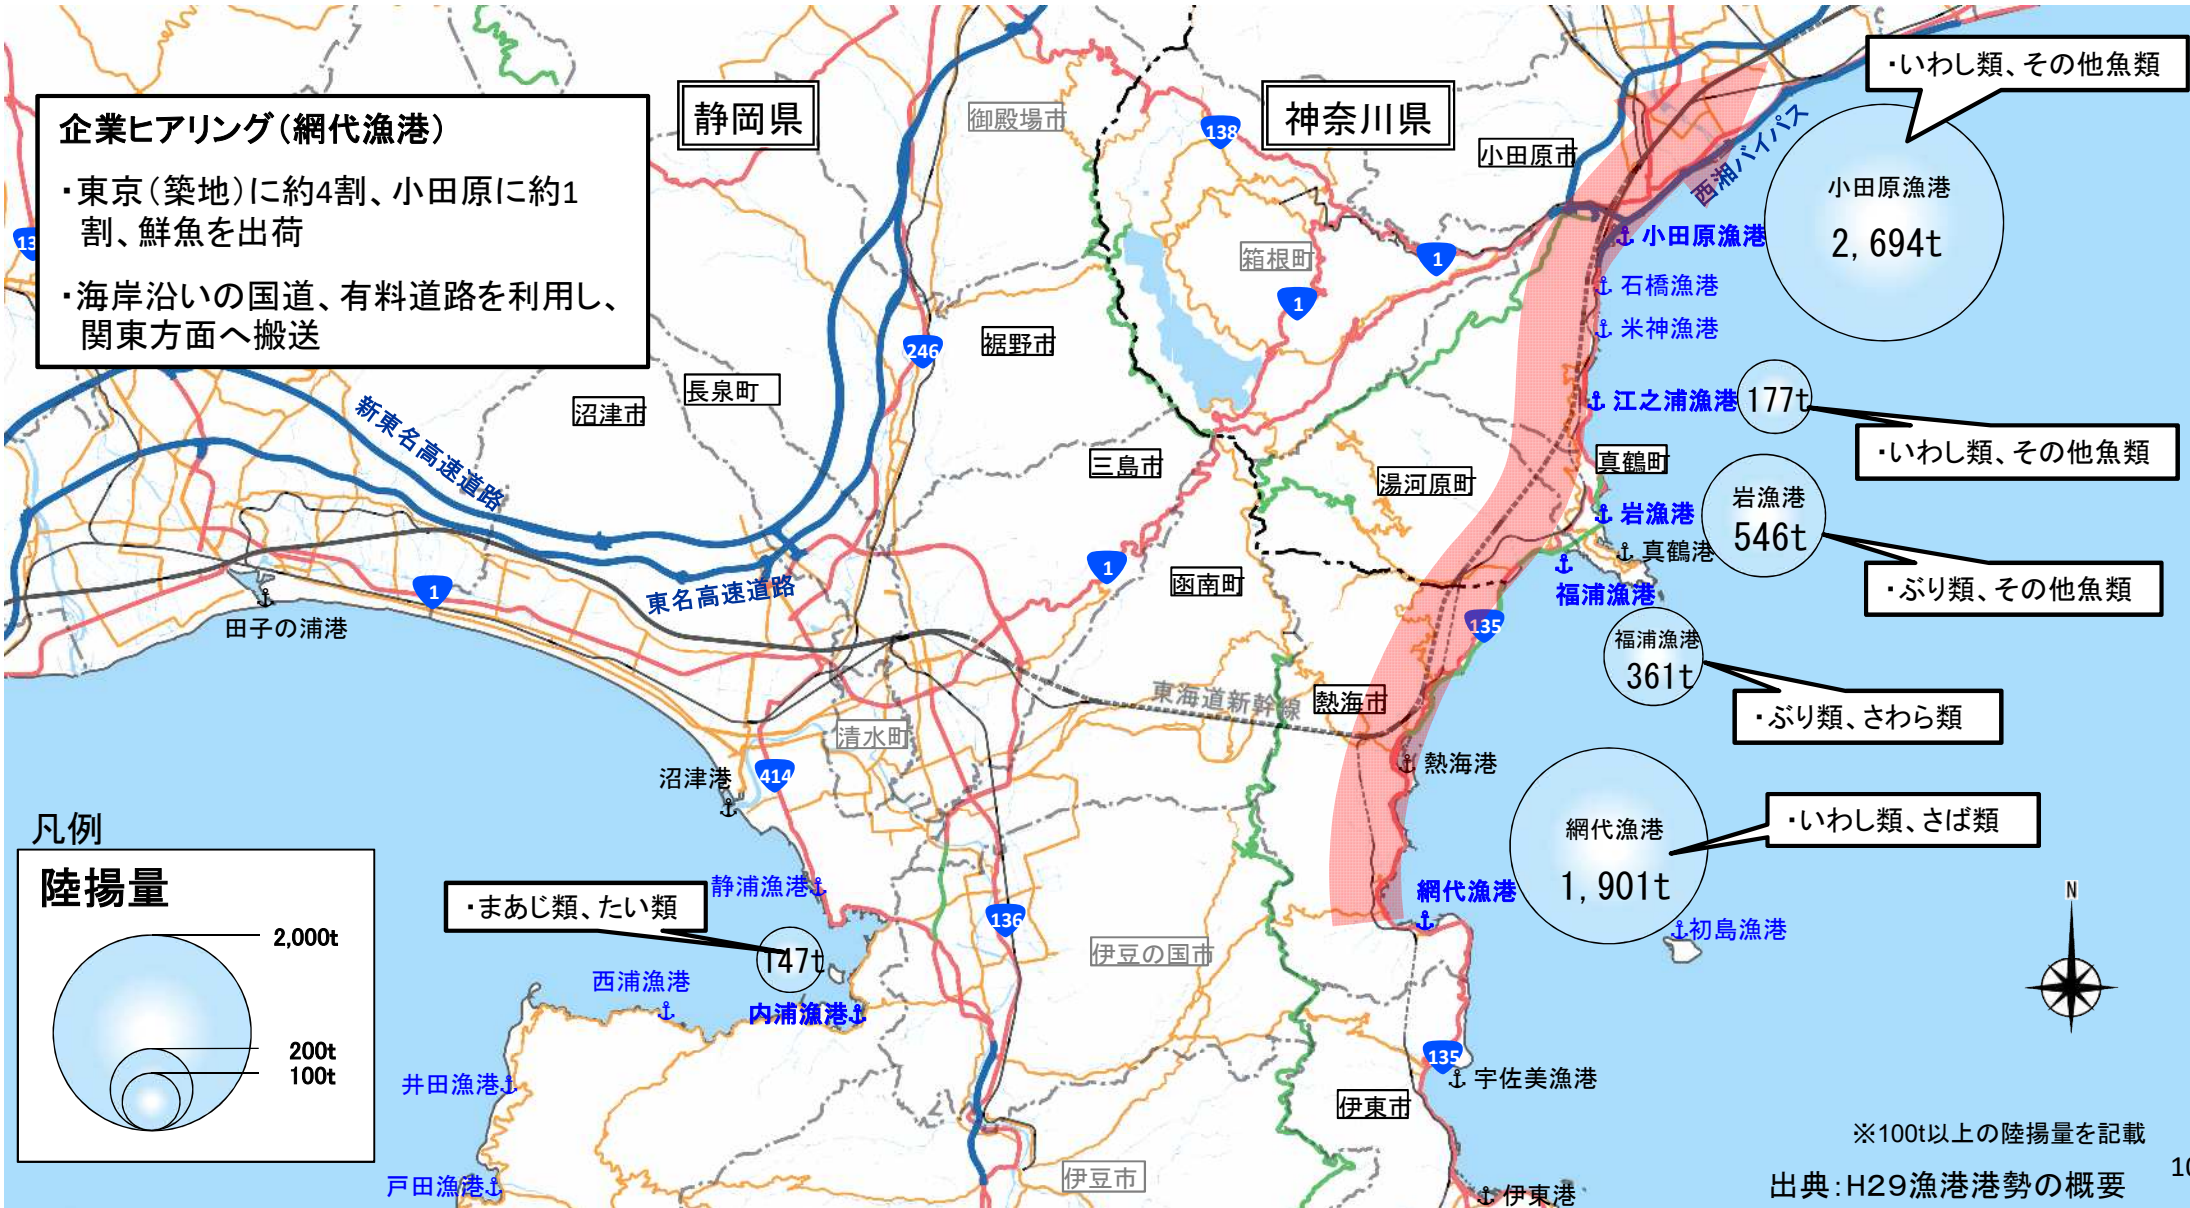 企業ヒアリング(網代漁港)
・東京(築地)に約4割、小田原に約1
割、鮮魚を出荷
・海岸沿いの国道、有料道路を利用し、
関東方面へ搬送
静岡県
神奈川県
御殿場市
138
小田原市
・いわし類、その他魚類
西湘バイパス
小田原漁港
2,694t
小田原漁港
箱根町
1
1
石橋漁港
米神漁港
246
裾野市
長泉町
沼津市
新東名高速道路
江之浦漁港
177t
・いわし類、その他魚類
三島市
湯河原町
真鶴町
岩漁港
岩漁港
546t
・ぶり類、その他魚類
真鶴港
1
1
函南町
東名高速道路
田子の浦港
福浦漁港
135
福浦漁港
361t
・ぶり類、さわら類
東海道新幹線
熱海市
清水町
熱海港
沼津港
414
網代漁港
1,901t
・いわし類、さば類
凡例
陸揚量
2,000t
200t
100t
静浦漁港
・まあじ類、たい類
147t
136
網代漁港
初島漁港
N
伊豆の国市
西浦漁港
内浦漁港
井田漁港
135
宇佐美漁港
伊東市
戸田漁港
伊豆市
伊東港
※100t以上の陸揚量を記載
出典:H29漁港港勢の概要